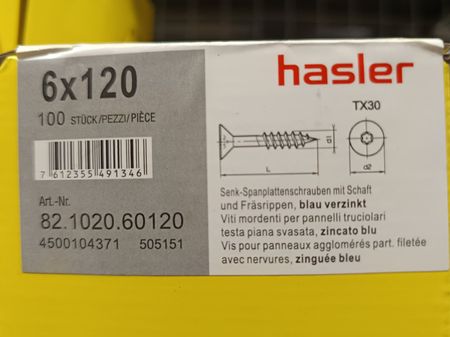 6x120
100 STÜCK/PEZZI/PIÈCE
7 612355 491346
Art.-Nr.
82.1020.60120
4500104371 505151
hasler
TX30
L
d1
d2
Senk-Spanplattenschrauben mit Schaft
und Fräsrippen, blau verzinkt
Viti mordenti per pannelli truciolari
testa piana svasata, zincato blu
Vis pour panneaux agglomérés part. filetée
avec nervures, zinguée bleu